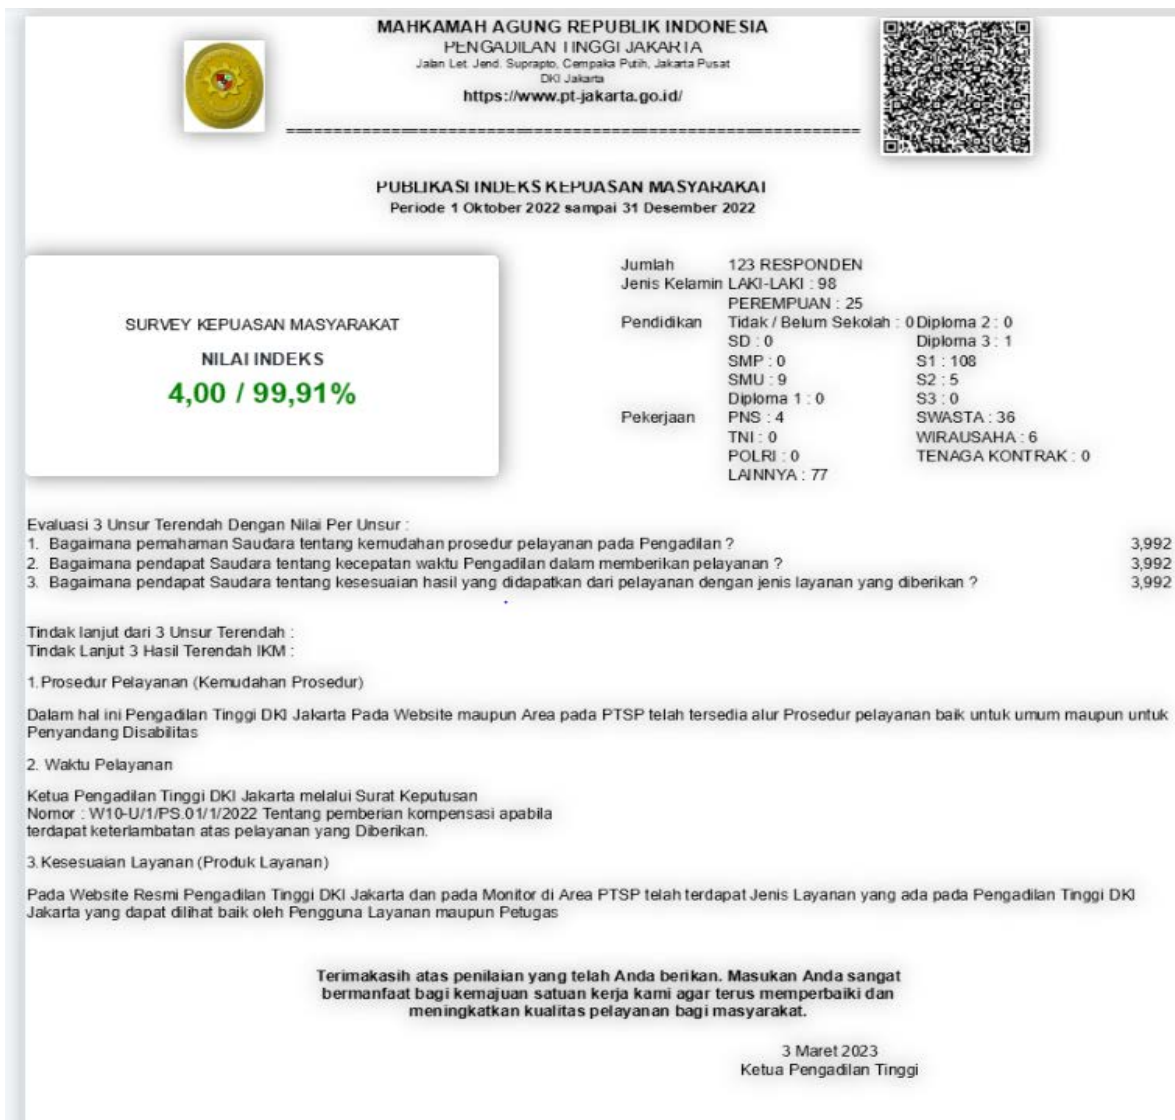 MAHKAMAH AGUNG REPUBLIK INDONESIA
PENGADILAN TINGGI JAKARTA
Jalan Let. Jend. Suprapto, Cempaka Putih, Jakarta Pusat
DKI Jakarta
https://www.pt-jakarta.go.id/
PUBLIKASI INDEKS KEPUASAN MASYARAKAT
Periode 1 Oktober 2022 sampai 31 Desember 2022
SURVEY KEPUASAN MASYARAKAT
NILAI INDEKS
4,00 / 99,91%
Jumlah 123 RESPONDEN
Jenis Kelamin LAKI-LAKI : 98
PEREMPUAN : 25
Pendidikan Tidak / Belum Sekolah : 0 Diploma 2 : 0
SD : 0 Diploma 3 : 1
SMP : 0 S1 : 108
SMU : 9 S2 : 5
Diploma 1 : 0 S3 : 0
Pekerjaan PNS : 4 SWASTA : 36
TNI : 0 WIRAUSAHA : 6
POLRI : 0 TENAGA KONTRAK : 0
LAINNYA : 77
Evaluasi 3 Unsur Terendah Dengan Nilai Per Unsur :
1. Bagaimana pemahaman Saudara tentang kemudahan prosedur pelayanan pada Pengadilan ? 3,992
2. Bagaimana pendapat Saudara tentang kecepatan waktu Pengadilan dalam memberikan pelayanan ? 3,992
3. Bagaimana pendapat Saudara tentang kesesuaian hasil yang didapatkan dari pelayanan dengan jenis layanan yang diberikan ? 3,992
Tindak lanjut dari 3 Unsur Terendah :
Tindak Lanjut 3 Hasil Terendah IKM :
1.Prosedur Pelayanan (Kemudahan Prosedur)
Dalam hal ini Pengadilan Tinggi DKI Jakarta Pada Website maupun Area pada PTSP telah tersedia alur Prosedur pelayanan baik untuk umum maupun untuk
Penyandang Disabilitas
2. Waktu Pelayanan
Ketua Pengadilan Tinggi DKI Jakarta melalui Surat Keputusan
Nomor : W10-U/1/PS.01/1/2022 Tentang pemberian kompensasi apabila
terdapat keterlambatan atas pelayanan yang Diberikan.
3.Kesesuaian Layanan (Produk Layanan)
Pada Website Resmi Pengadilan Tinggi DKI Jakarta dan pada Monitor di Area PTSP telah terdapat Jenis Layanan yang ada pada Pengadilan Tinggi DKI
Jakarta yang dapat dilihat baik oleh Pengguna Layanan maupun Petugas
Terimakasih atas penilaian yang telah Anda berikan. Masukan Anda sangat
bermanfaat bagi kemajuan satuan kerja kami agar terus memperbaiki dan
meningkatkan kualitas pelayanan bagi masyarakat.
3 Maret 2023
Ketua Pengadilan Tinggi